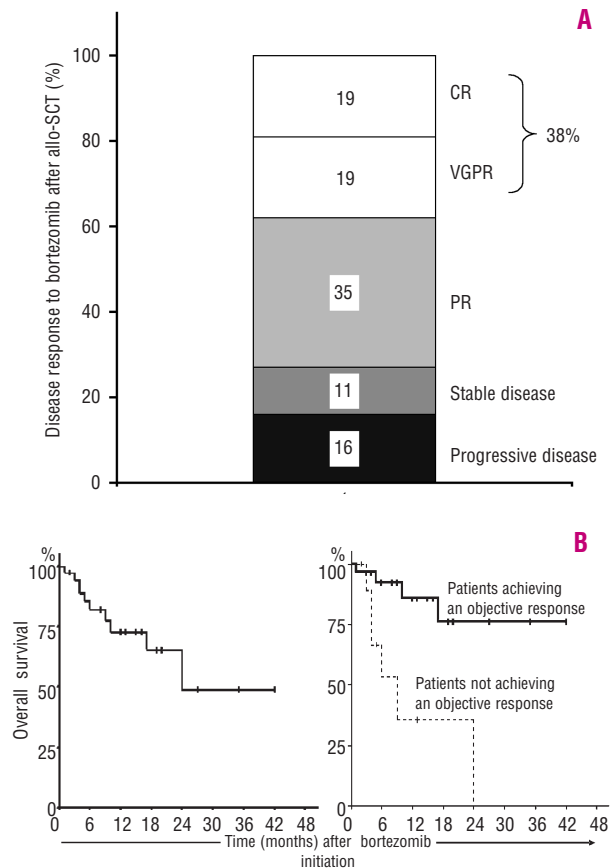 A
Disease response to bortezomib after allo-SCT (%)
100
80
60
40
20
0
19
19
35
11
16
CR
VGPR
PR
Stable disease
Progressive disease
38%
B
%
100
75
50
25
0
Overall survival
0 6 12 18 24 30 36 42 48
%
100
75
50
25
0
Patients achieving
an objective response
Patients not achieving
an objective response
0 6 12 18 24 30 36 42 48
Time (months) after bortezomib
initiation